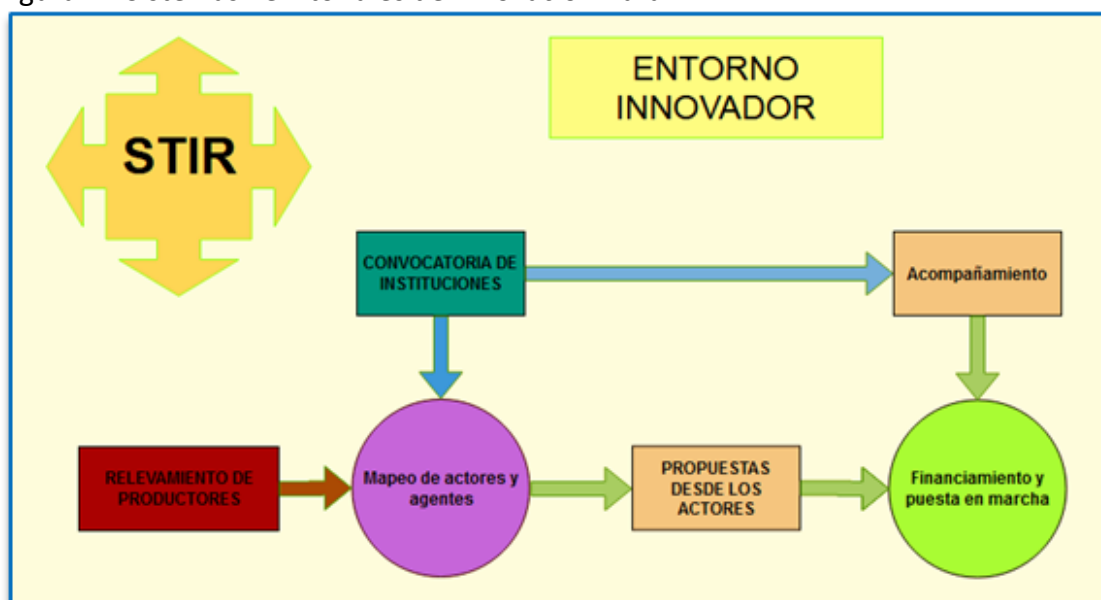 ENTORNO
INNOVADOR
STIR
CONVOCATORIA DE
INSTITUCIONES
Acompañamiento
RELEVAMIENTO DE
PRODUCTORES
Mapeo de actores y
agentes
PROPUESTAS
DESDE LOS
ACTORES
Financiamiento y
puesta en marcha